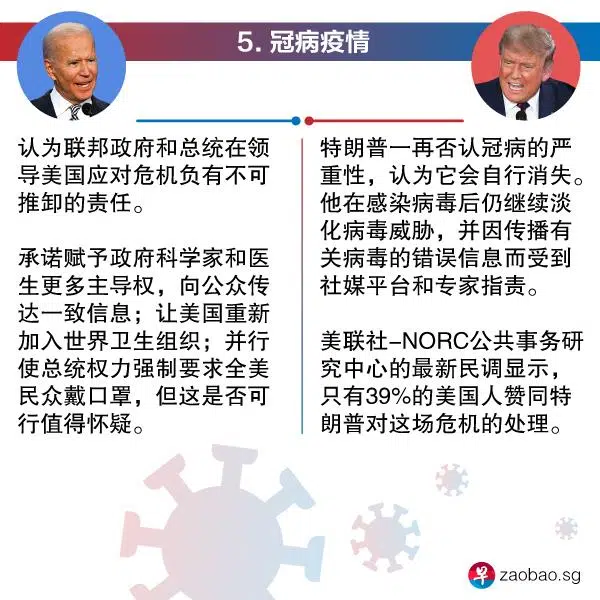 5. 冠病疫情
认为联邦政府和总统在领
导美国应对危机负有不可
推卸的责任。
承诺赋予政府科学家和医
生更多主导权，向公众传
达一致信息；让美国重新
加入世界卫生组织；并行
使总统权力强制要求全美
民众戴口罩，但这是否可
行值得怀疑。
特朗普一再否认冠病的严
重性，认为它会自行消失。
他在感染病毒后仍继续淡
化病毒威胁，并因传播有
关病毒的错误信息而受到
社媒平台和专家指责。
美联社-NORC公共事务研
究中心的最新民调显示，
只有39%的美国人赞同特
朗普对这场危机的处理。
早 zaobao.sg